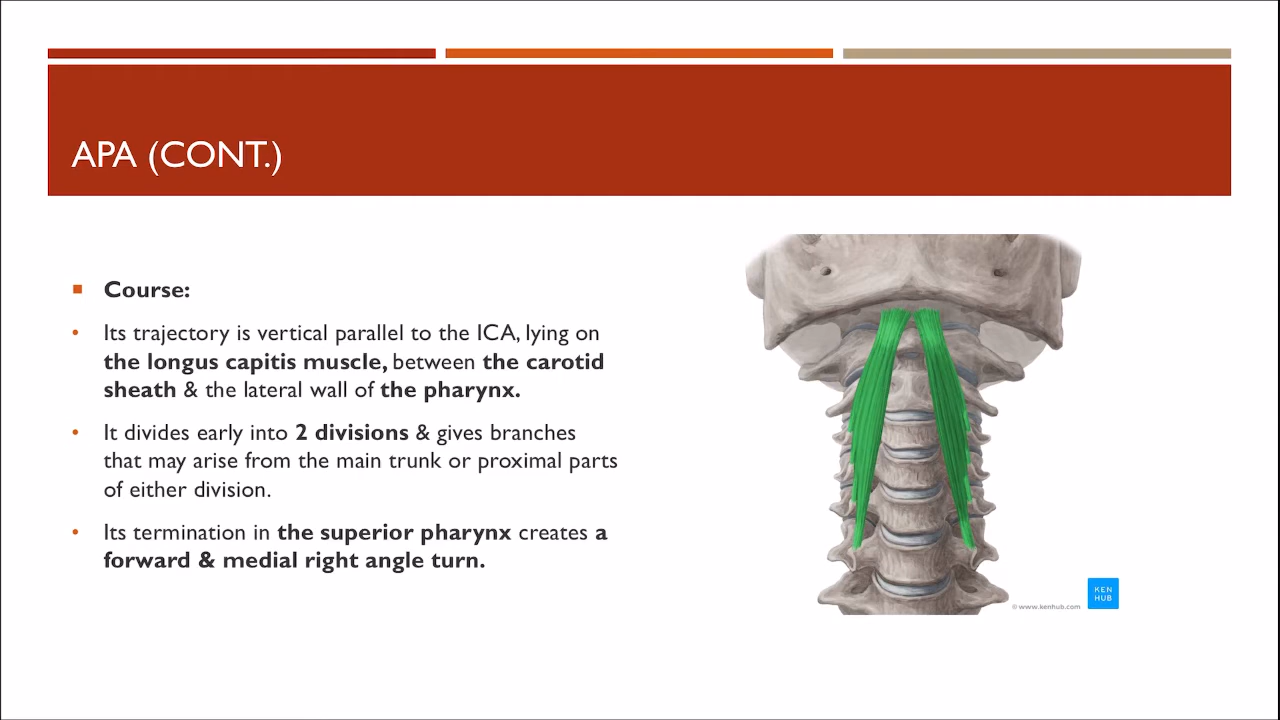 APA (CONT.)
▪ Course:
• Its trajectory is vertical parallel to the ICA, lying on
the longus capitis muscle, between the carotid
sheath & the lateral wall of the pharynx.
• It divides early into 2 divisions & gives branches
that may arise from the main trunk or proximal parts
of either division.
• Its termination in the superior pharynx creates a
forward & medial right angle turn.
© www.kenhub.com
KEN
HUB